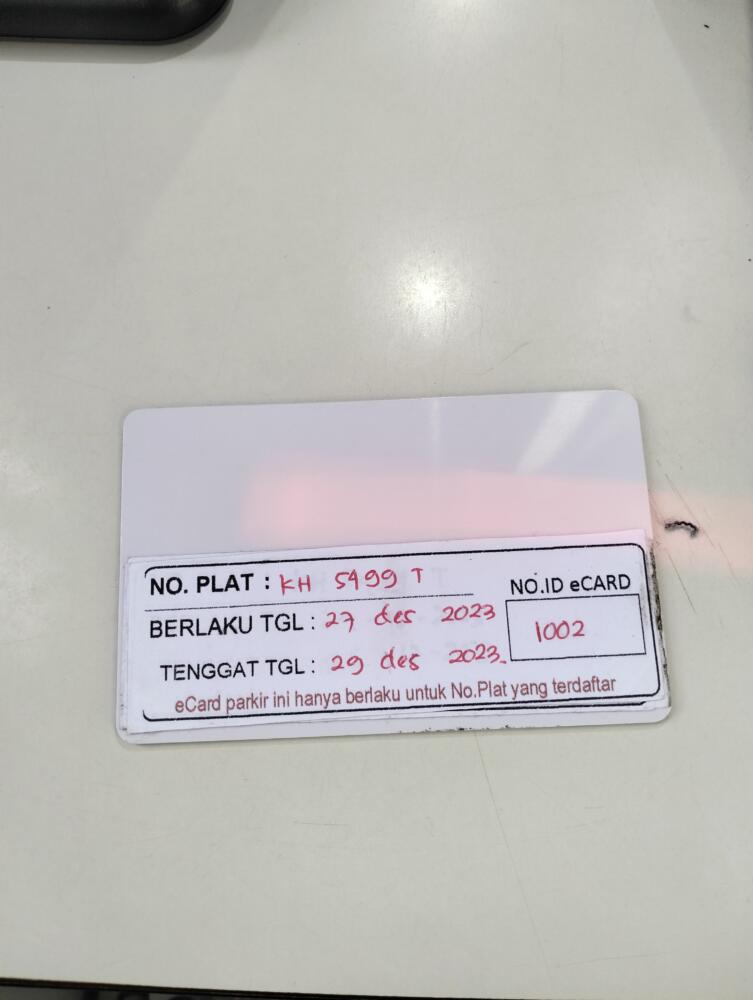 NO. PLAT : KH 5499 T
NO.ID eCARD
BERLAKU TGL : 27 des 2023
1002
TENGGAT TGL : 29 des 2023.
eCard parkir ini hanya berlaku untuk No.Plat yang terdaftar